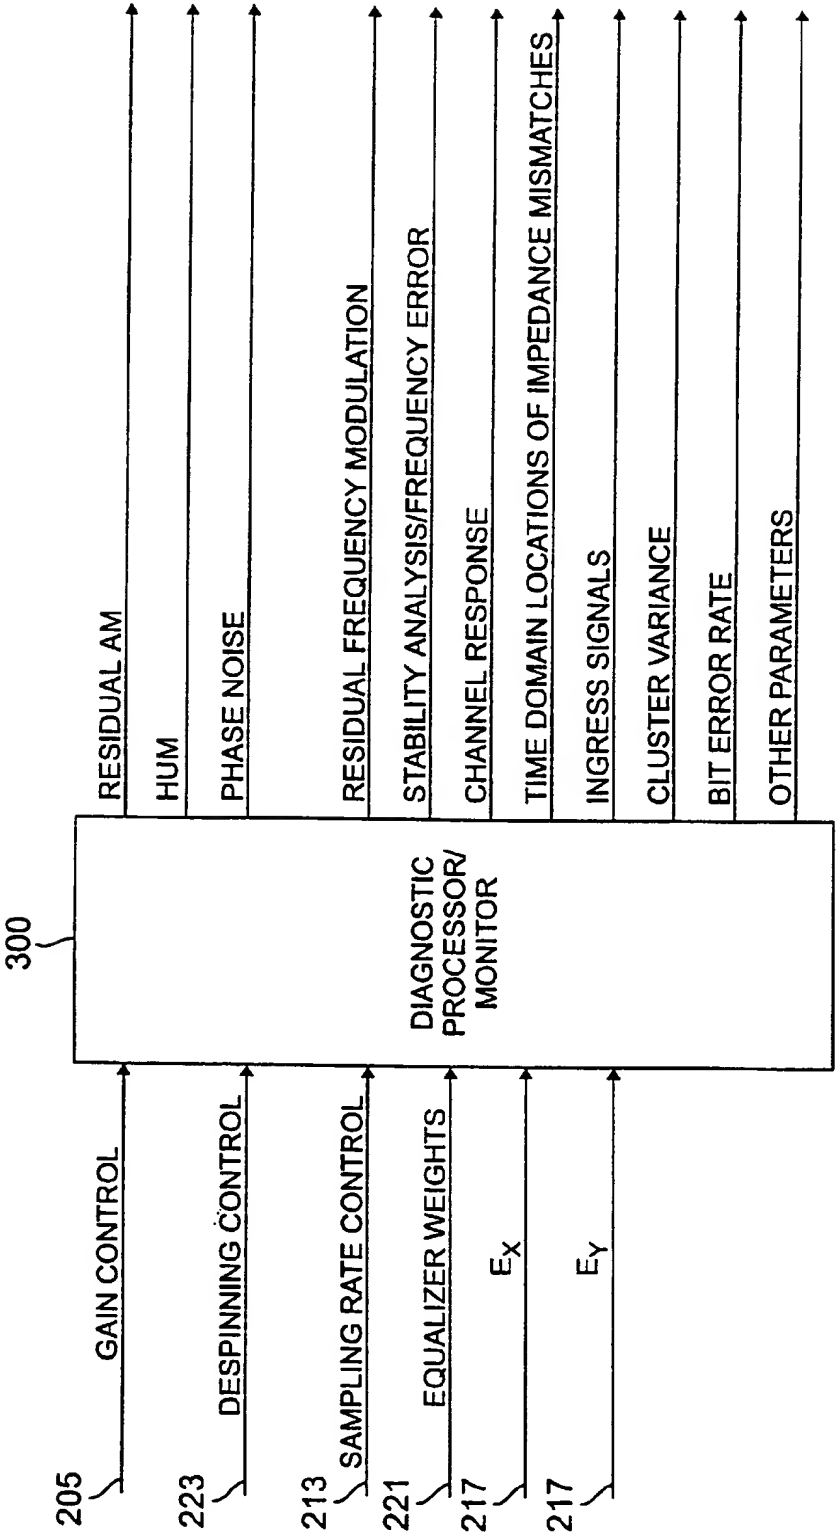 300
205
GAIN CONTROL
223
DESPINNING CONTROL
213
SAMPLING RATE CONTROL
221
EQUALIZER WEIGHTS
217
EX
217
EY
DIAGNOSTIC
PROCESSOR/
MONITOR
RESIDUAL AM
HUM
PHASE NOISE
RESIDUAL FREQUENCY MODULATION
STABILITY ANALYSIS/FREQUENCY ERROR
CHANNEL RESPONSE
TIME DOMAIN LOCATIONS OF IMPEDANCE MISMATCHES
INGRESS SIGNALS
CLUSTER VARIANCE
BIT ERROR RATE
OTHER PARAMETERS